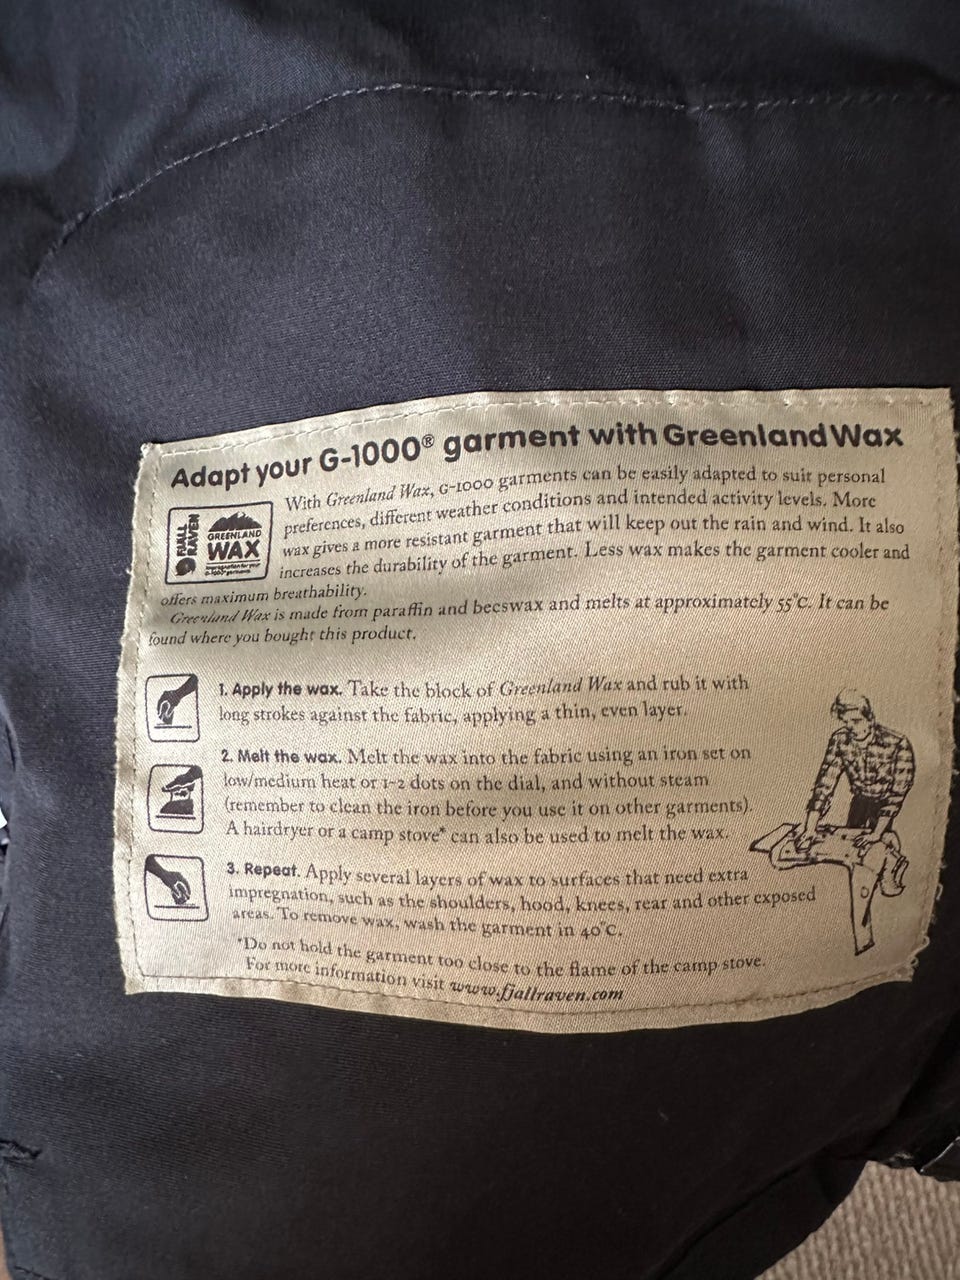 Adapt your G-1000® garment with Greenland Wax
With Greenland Wax, G-1000 garments can be easily adapted to suit personal
preferences, different weather conditions and intended activity levels. More
wax gives a more resistant garment that will keep out the rain and wind. It also
increases the durability of the garment. Less wax makes the garment cooler and
offers maximum breathability.
FJÄLL
RÄVEN
GREENLAND
WAX
Impregnation for your
G-1000 garments
Greenland Wax is made from paraffin and beeswax and melts at approximately 55°C. It can be
found where you bought this product.
1. Apply the wax. Take the block of Greenland Wax and rub it with
long strokes against the fabric, applying a thin, even layer.
2. Melt the wax. Melt the wax into the fabric using an iron set on
low/medium heat or 1-2 dots on the dial, and without steam
(remember to clean the iron before you use it on other garments).
A hairdryer or a camp stove* can also be used to melt the wax.
3. Repeat. Apply several layers of wax to surfaces that need extra
impregnation, such as the shoulders, hood, knees, rear and other exposed
areas. To remove wax, wash the garment in 40°C.
*Do not hold the garment too close to the flame of the camp stove.
For more information visit www.fjallraven.com